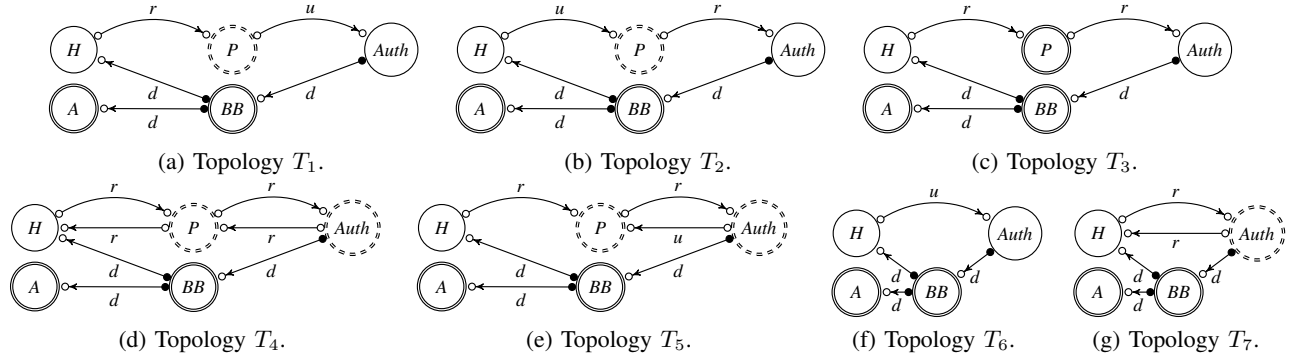 r u
H P Auth
A d BB d
d
(a) Topology T₁.
u r
H P Auth
A d BB d
d
(b) Topology T₂.
r r
H P Auth
A d BB d
d
(c) Topology T₃.
r r
H P Auth
r r
A d BB d
d
(d) Topology T₄.
r r
H P Auth
u
A d BB d
d
(e) Topology T₅.
u
H Auth
d d
A BB
d
(f) Topology T₆.
r
H Auth
r
d d
A BB
d
(g) Topology T₇.